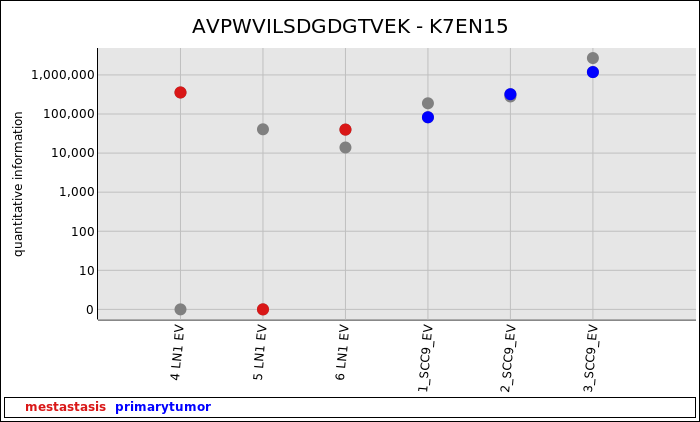 AVPWVILSDGDGTVEK - K7EN15
quantitative information
1,000,000
100,000
10,000
1,000
100
10
0
4 LN1 EV
5 LN1 EV
6 LN1 EV
1_SCC9_EV
2_SCC9_EV
3_SCC9_EV
mestastasis primarytumor